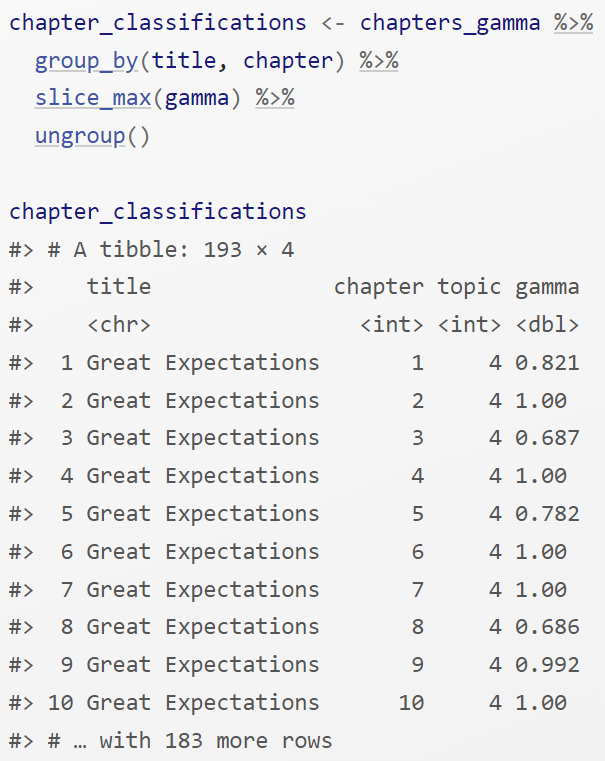 chapter_classifications <- chapters_gamma %>%
  group_by(title, chapter) %>%
  slice_max(gamma) %>%
  ungroup()

chapter_classifications
#> # A tibble: 193 × 4
#>    title              chapter topic gamma
#>    <chr>                <int> <int> <dbl>
#>  1 Great Expectations       1     4 0.821
#>  2 Great Expectations       2     4 1.00
#>  3 Great Expectations       3     4 0.687
#>  4 Great Expectations       4     4 1.00
#>  5 Great Expectations       5     4 0.782
#>  6 Great Expectations       6     4 1.00
#>  7 Great Expectations       7     4 1.00
#>  8 Great Expectations       8     4 0.686
#>  9 Great Expectations       9     4 0.992
#> 10 Great Expectations      10     4 1.00
#> # … with 183 more rows